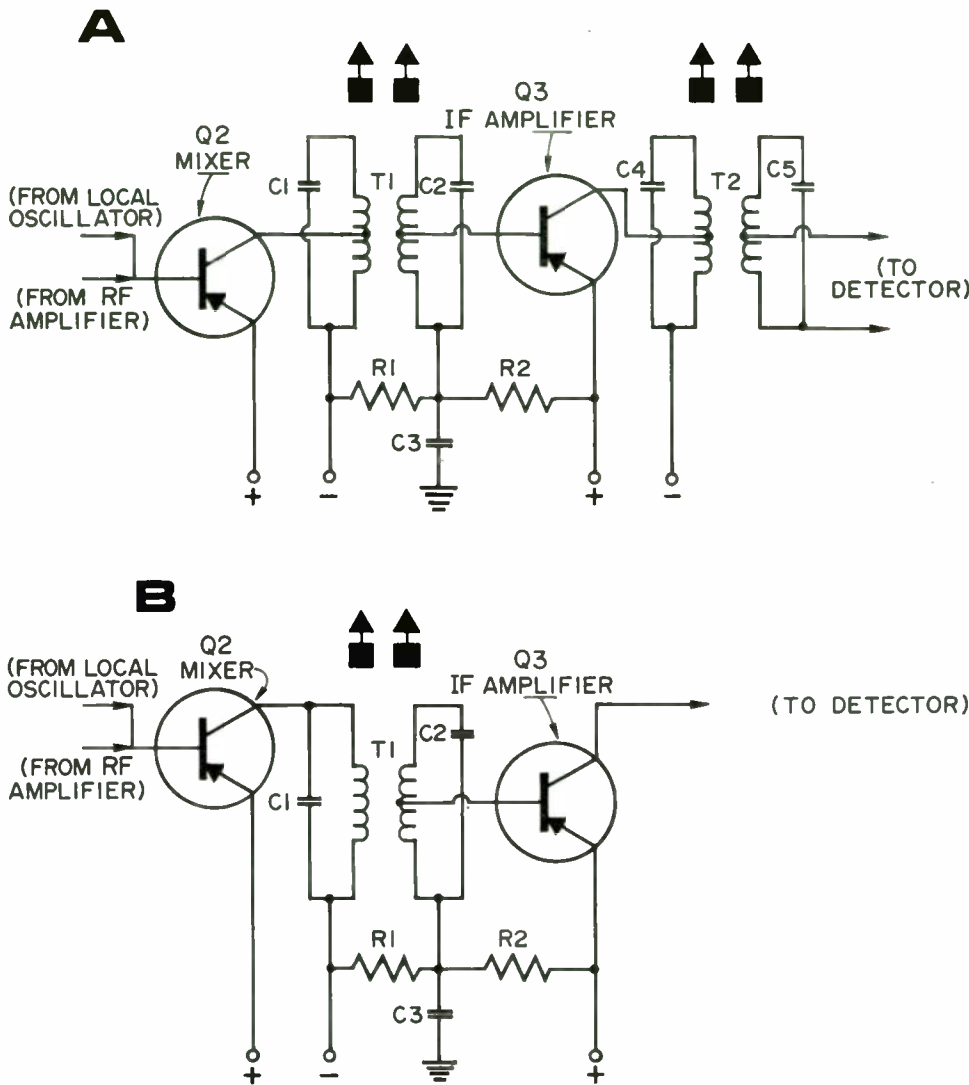 A
Q2
MIXER
(FROM LOCAL
OSCILLATOR)
(FROM RF
AMPLIFIER)
C1
T1
C2
Q3
IF AMPLIFIER
C4
T2
C5
(TO
DETECTOR)
R1
R2
C3
+
−
+
−
B
Q2
MIXER
(FROM LOCAL
OSCILLATOR)
(FROM RF
AMPLIFIER)
C1
T1
C2
Q3
IF AMPLIFIER
(TO DETECTOR)
R1
R2
C3
+
−
+